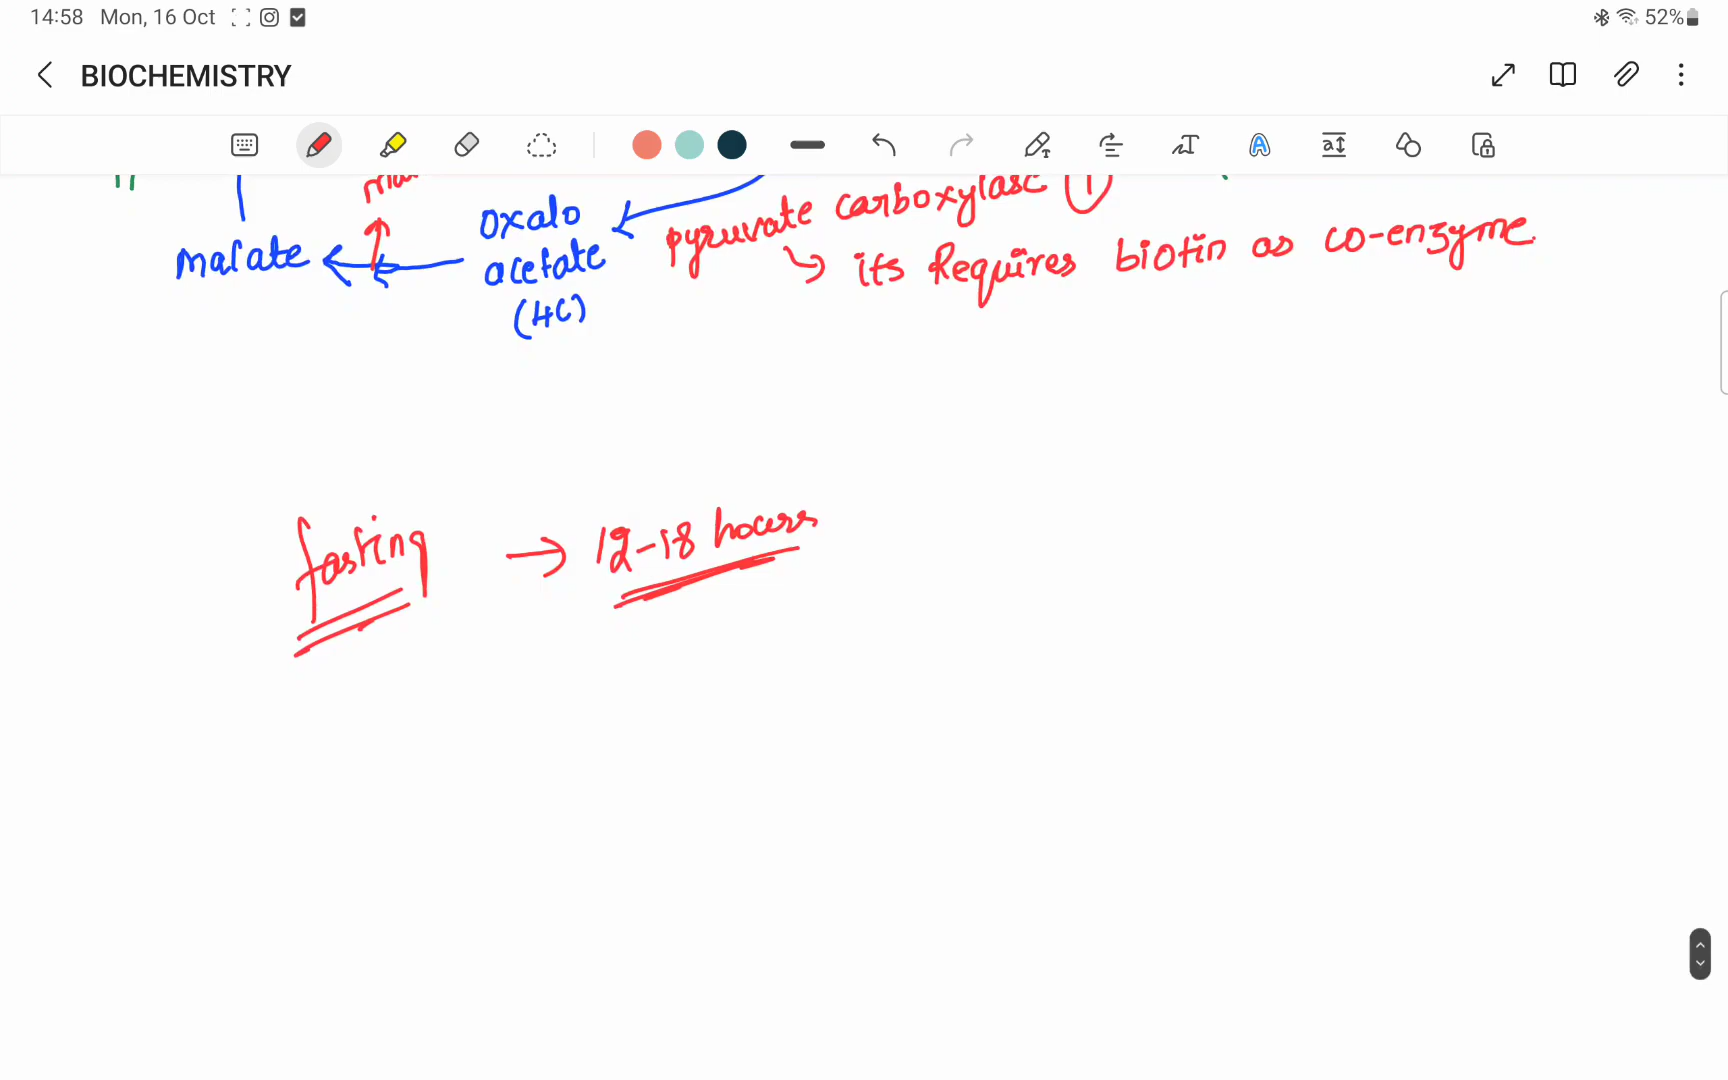 14:58 Mon, 16 Oct 52%
BIOCHEMISTRY
pyruvate carboxylase (1)
oxalo
acetate
(4C)
malate
its Requires biotin as co-enzyme.
fasting → 12-18 hours